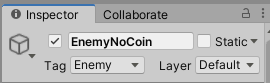 Inspector Collaborate
EnemyNoCoin Static
Tag Enemy Layer Default